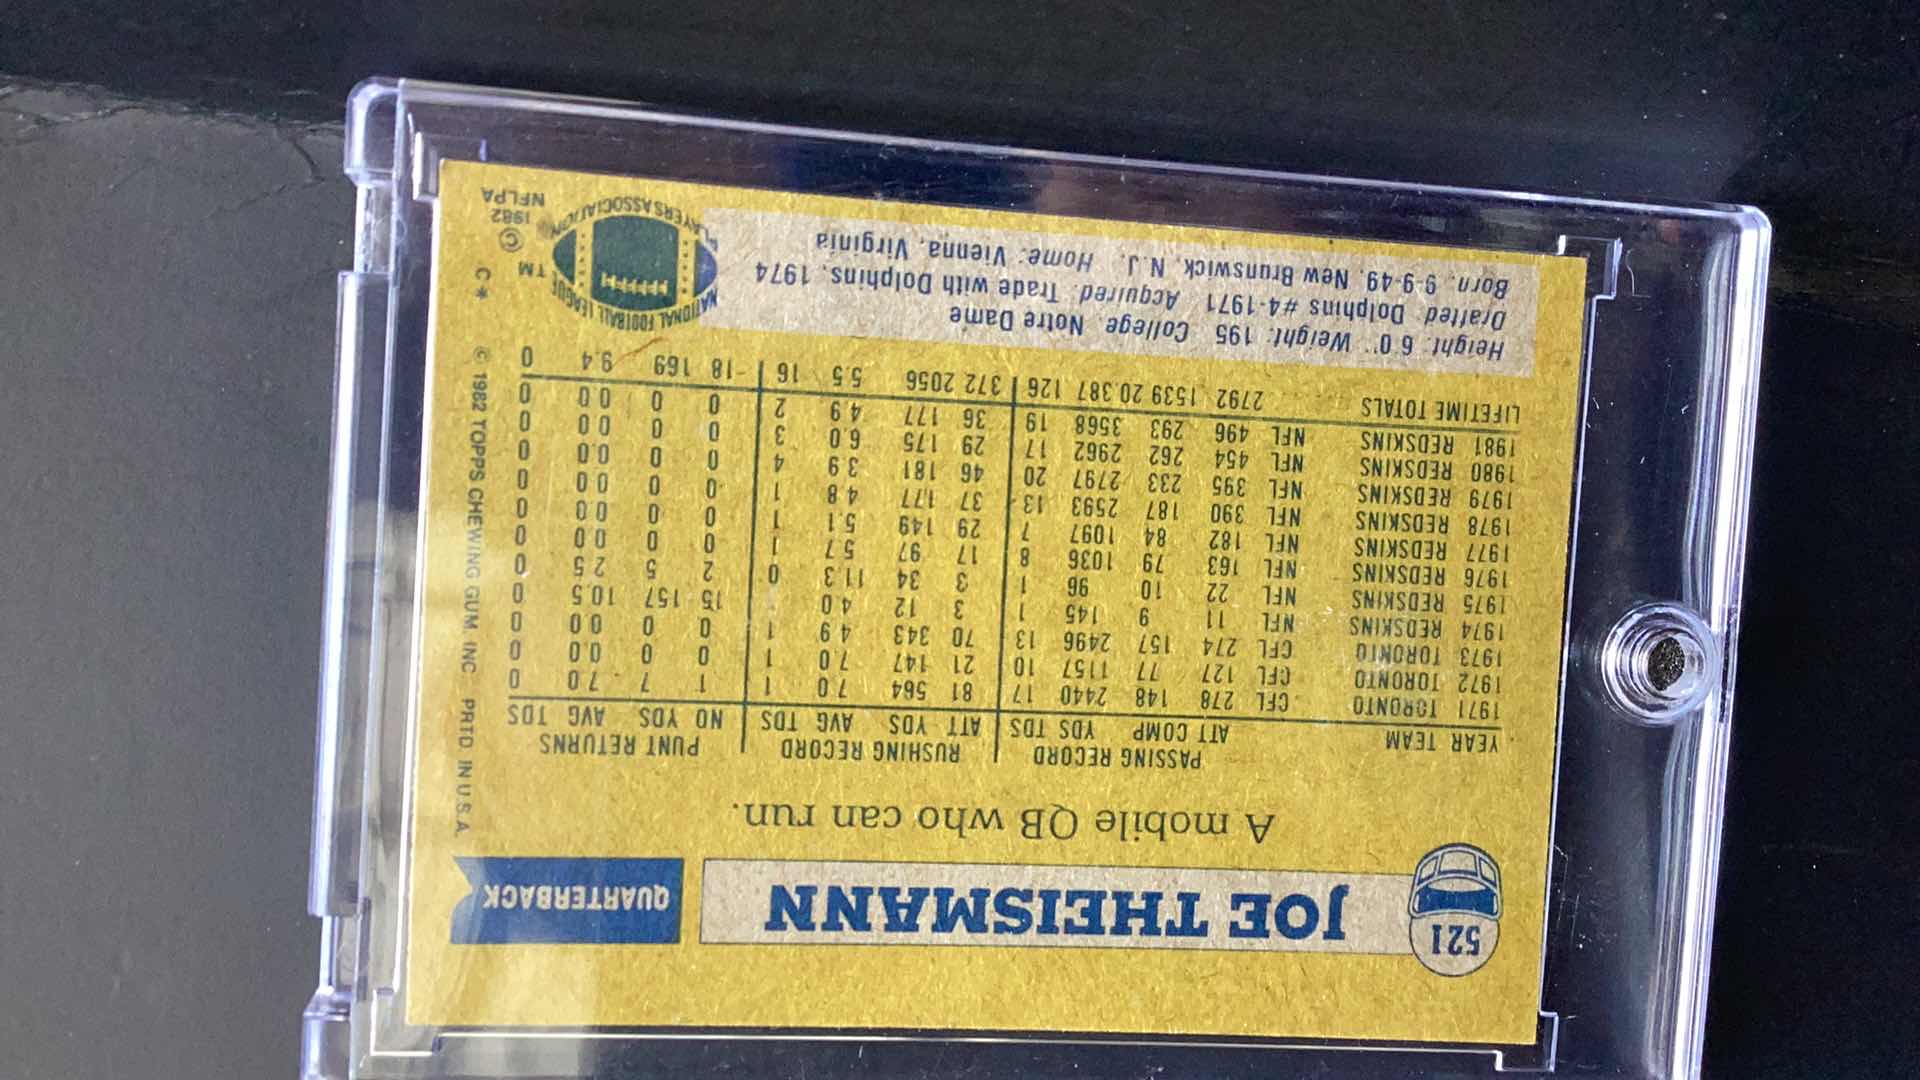 521
JOE THEISMANN
QUARTERBACK
A mobile QB who can run.
PASSING RECORD RUSHING RECORD PUNT RETURNS
YEAR TEAM ATT COMP YDS TDS ATT YDS AVG TDS NO YDS AVG TDS
1971 TORONTO CFL 278 148 2440 17 81 564 7.0 1 1 7 7.0 0
1972 TORONTO CFL 127 77 1157 10 21 147 7.0 1 0 0 0.0 0
1973 TORONTO CFL 274 157 2496 13 70 343 4.9 1 0 0 0.0 0
1974 REDSKINS NFL 11 9 145 1 3 12 4.0 1 15 157 10.5 0
1975 REDSKINS NFL 22 10 96 1 3 34 11.3 0 2 5 2.5 0
1976 REDSKINS NFL 163 79 1036 8 17 97 5.7 1 0 0 0.0 0
1977 REDSKINS NFL 182 84 1097 7 29 149 5.1 1 0 0 0.0 0
1978 REDSKINS NFL 390 187 2593 13 37 177 4.8 1 0 0 0.0 0
1979 REDSKINS NFL 395 233 2797 20 46 181 3.9 4 0 0 0.0 0
1980 REDSKINS NFL 454 262 2962 17 29 175 6.0 3 0 0 0.0 0
1981 REDSKINS NFL 496 293 3568 19 36 177 4.9 2 0 0 0.0 0
LIFETIME TOTALS 2792 1539 20,387 126 372 2056 5.5 16 18 169 9.4 0
Height: 6'0" Weight: 195 College: Notre Dame
Drafted: Dolphins #4-1971 Acquired: Trade with Dolphins, 1974
Born: 9-9-49, New Brunswick, N.J. Home: Vienna, Virginia
NATIONAL FOOTBALL LEAGUE PLAYERS ASSOCIATION
TM
© 1982
NFLPA
C* © 1982 TOPPS CHEWING GUM, INC. PRTD. IN U.S.A.